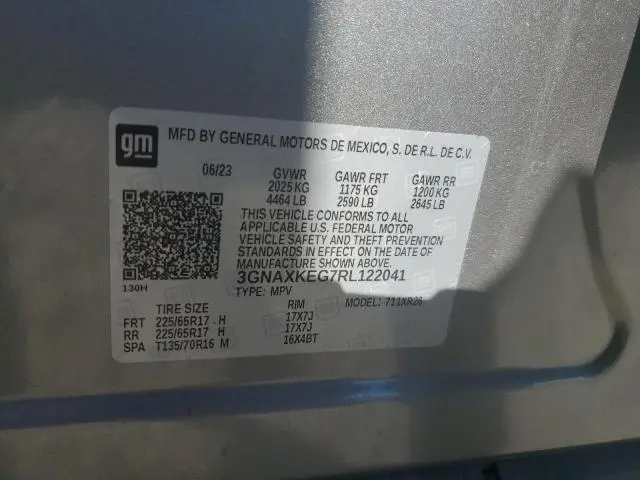 gm
MFD BY GENERAL MOTORS DE MEXICO, S. DE R.L. DE C.V.
06/23 GVWR GAWR FRT GAWR RR
2025 KG 1175 KG 1200 KG
4464 LB 2590 LB 2645 LB
THIS VEHICLE CONFORMS TO ALL
APPLICABLE U.S. FEDERAL MOTOR
VEHICLE SAFETY AND THEFT PREVENTION
STANDARDS IN EFFECT ON THE DATE OF
MANUFACTURE SHOWN ABOVE.
130H 3GNAXKEG7RL122041
TYPE: MPV MODEL: 711XR26
TIRE SIZE RIM
FRT 225/65R17 H 17X7J
RR 225/65R17 H 17X7J
SPA T135/70R16 M 16X4BT